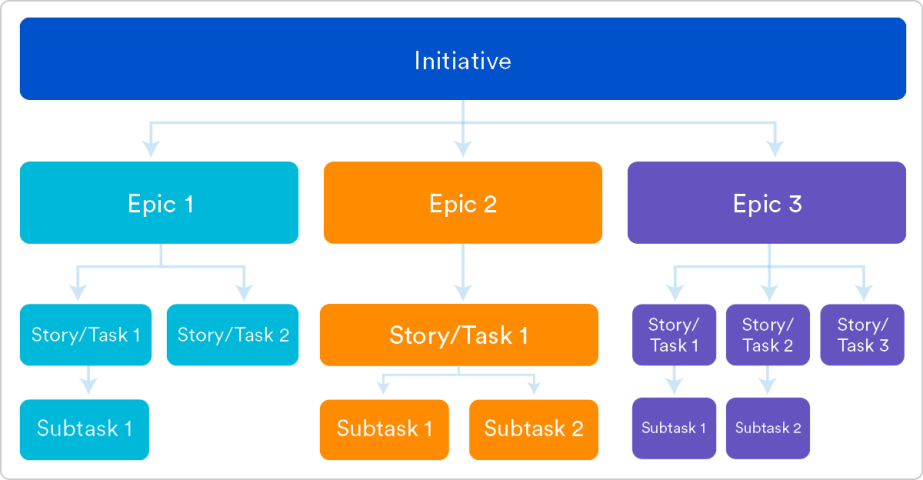 Initiative
Epic 1
Epic 2
Epic 3
Story/Task 1
Story/Task 2
Story/Task 1
Story/
Task 1
Story/
Task 2
Story/
Task 3
Subtask 1
Subtask 1
Subtask 2
Subtask 1
Subtask 2